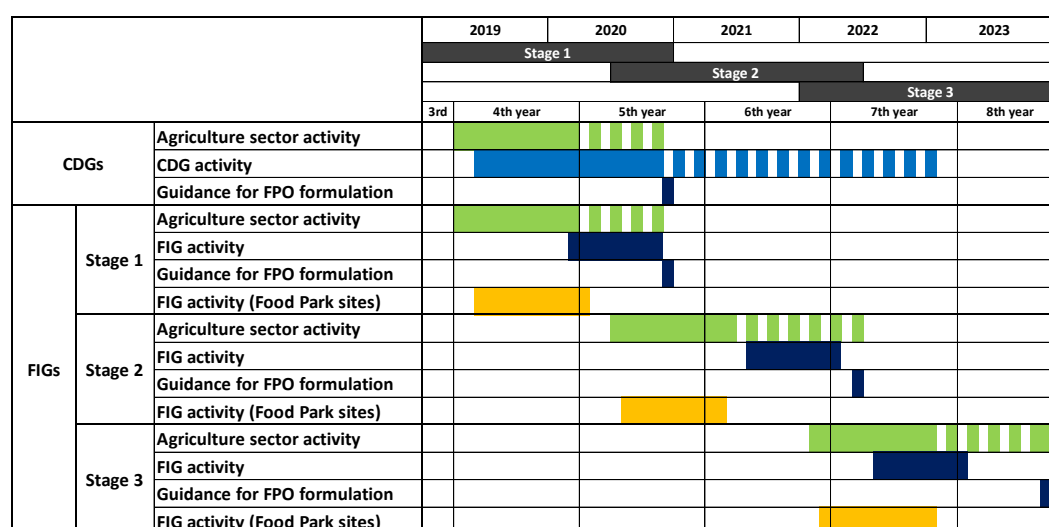 2019 2020 2021 2022 2023
Stage 1
Stage 2
Stage 3
3rd 4th year 5th year 6th year 7th year 8th year
CDGs
Agriculture sector activity
CDG activity
Guidance for FPO formulation
FIGs
Stage 1
Agriculture sector activity
FIG activity
Guidance for FPO formulation
FIG activity (Food Park sites)
Stage 2
Agriculture sector activity
FIG activity
Guidance for FPO formulation
FIG activity (Food Park sites)
Stage 3
Agriculture sector activity
FIG activity
Guidance for FPO formulation
FIG activity (Food Park sites)